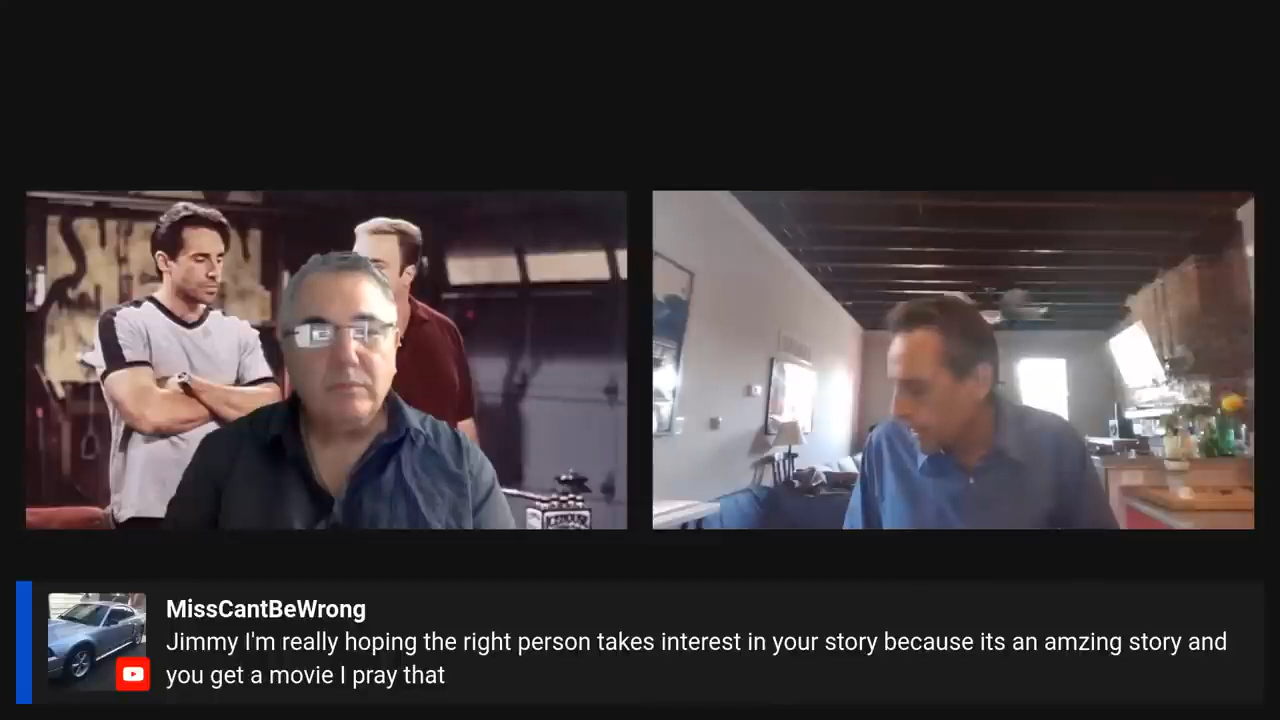 MissCantBeWrong
Jimmy I'm really hoping the right person takes interest in your story because its an amzing story and
you get a movie I pray that